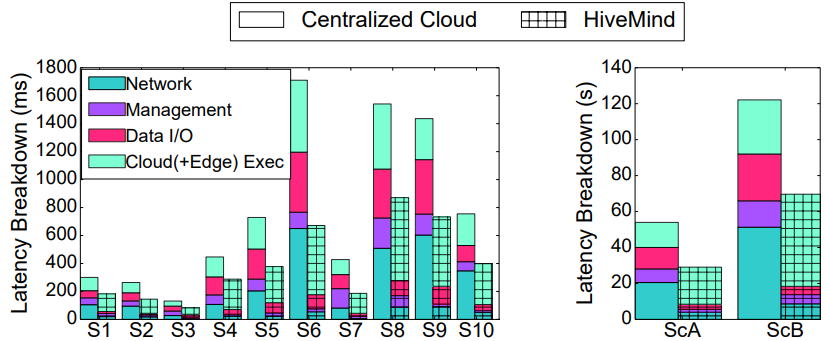 Centralized Cloud HiveMind
Latency Breakdown (ms)
1800
1600
1400
1200
1000
800
600
400
200
0
Network
Management
Data I/O
Cloud(+Edge) Exec
S1 S2 S3 S4 S5 S6 S7 S8 S9 S10
Latency Breakdown (s)
140
120
100
80
60
40
20
0
ScA ScB